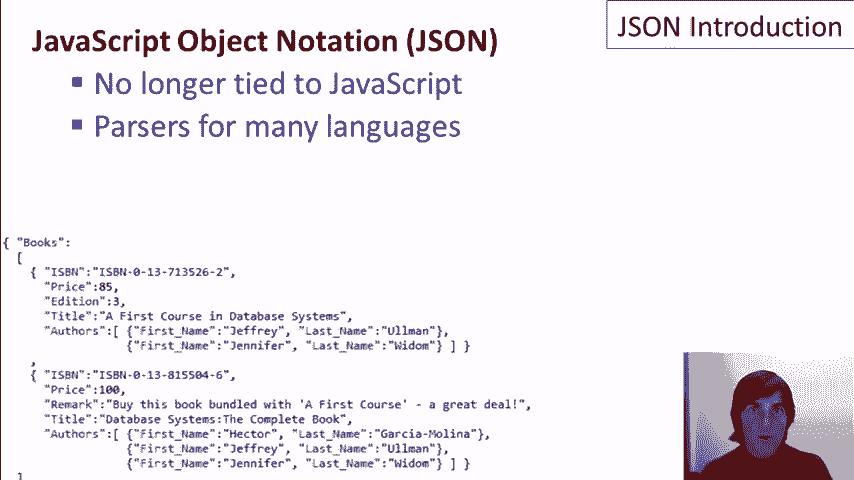 JSON Introduction
JavaScript Object Notation (JSON)
▪ No longer tied to JavaScript
▪ Parsers for many languages
{ "Books":
[
{ "ISBN":"ISBN-0-13-713526-2",
"Price":85,
"Edition":3,
"Title":"A First Course in Database Systems",
"Authors":[ {"First_Name":"Jeffrey", "Last_Name":"Ullman"},
{"First_Name":"Jennifer", "Last_Name":"Widom"} ] }
,
{ "ISBN":"ISBN-0-13-815504-6",
"Price":100,
"Remark":"Buy this book bundled with 'A First Course' - a great deal!",
"Title":"Database Systems:The Complete Book",
"Authors":[ {"First_Name":"Hector", "Last_Name":"Garcia-Molina"},
{"First_Name":"Jeffrey", "Last_Name":"Ullman"},
{"First_Name":"Jennifer", "Last_Name":"Widom"} ] }
]